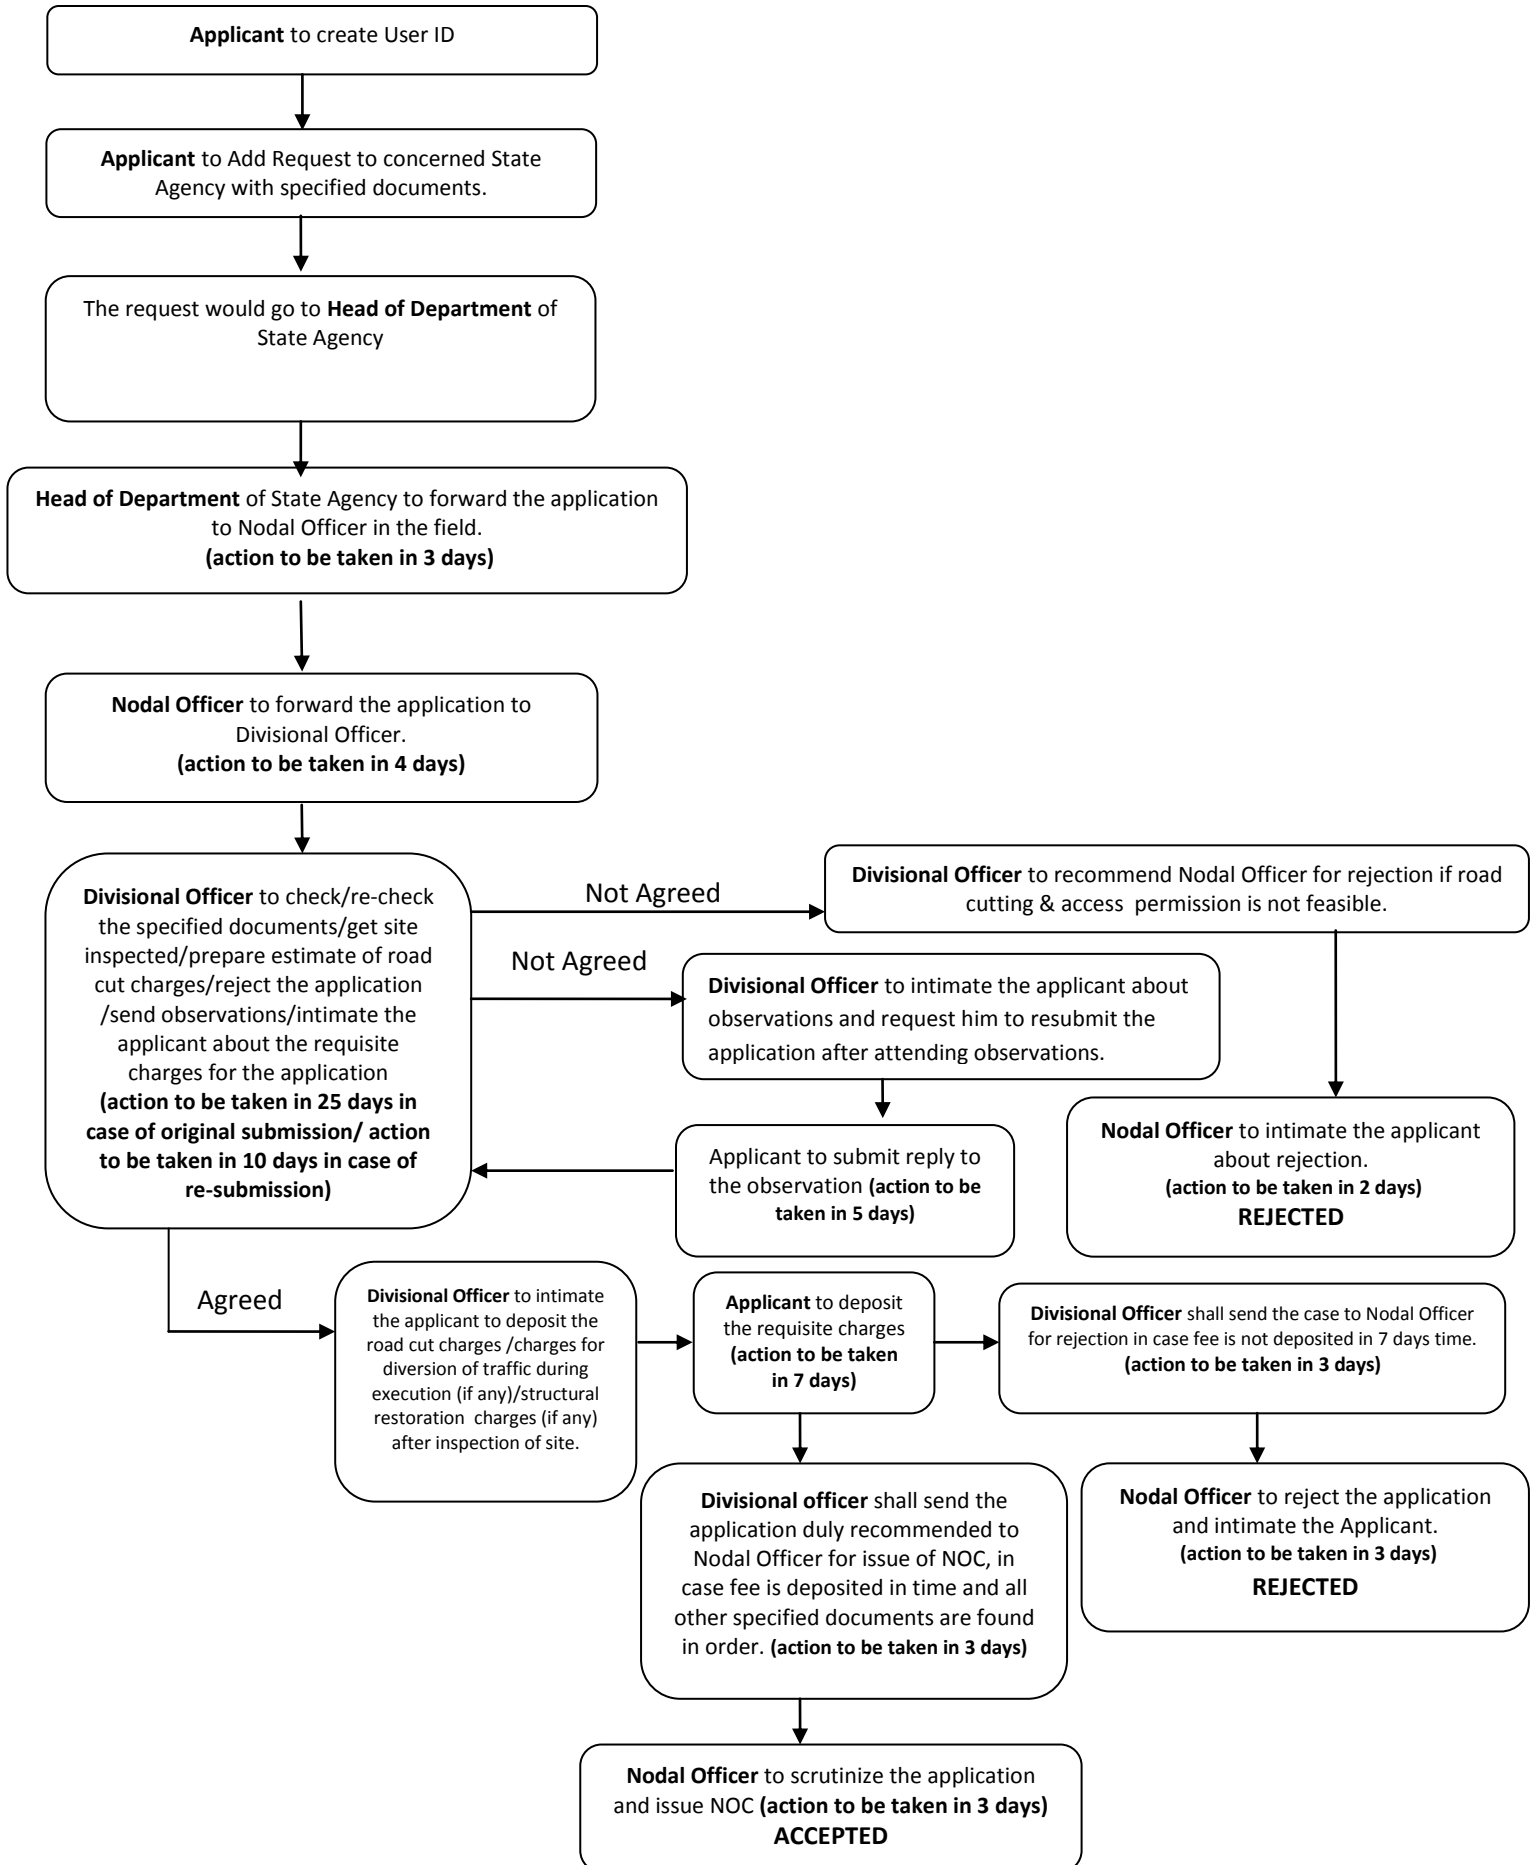 Applicant to create User ID
Applicant to Add Request to concerned State
Agency with specified documents.
The request would go to Head of Department of
State Agency
Head of Department of State Agency to forward the application
to Nodal Officer in the field.
(action to be taken in 3 days)
Nodal Officer to forward the application to
Divisional Officer.
(action to be taken in 4 days)
Divisional Officer to check/re-check
the specified documents/get site
inspected/prepare estimate of road
cut charges/reject the application
/send observations/intimate the
applicant about the requisite
charges for the application
(action to be taken in 25 days in
case of original submission/ action
to be taken in 10 days in case of
re-submission)
Not Agreed
Divisional Officer to recommend Nodal Officer for rejection if road
cutting & access permission is not feasible.
Not Agreed
Divisional Officer to intimate the applicant about
observations and request him to resubmit the
application after attending observations.
Nodal Officer to intimate the applicant
about rejection.
(action to be taken in 2 days)
REJECTED
Applicant to submit reply to
the observation (action to be
taken in 5 days)
Agreed
Divisional Officer to intimate
the applicant to deposit the
road cut charges /charges for
diversion of traffic during
execution (if any)/structural
restoration charges (if any)
after inspection of site.
Applicant to deposit
the requisite charges
(action to be taken
in 7 days)
Divisional Officer shall send the case to Nodal Officer
for rejection in case fee is not deposited in 7 days time.
(action to be taken in 3 days)
Divisional officer shall send the
application duly recommended to
Nodal Officer for issue of NOC, in
case fee is deposited in time and all
other specified documents are found
in order. (action to be taken in 3 days)
Nodal Officer to reject the application
and intimate the Applicant.
(action to be taken in 3 days)
REJECTED
Nodal Officer to scrutinize the application
and issue NOC (action to be taken in 3 days)
ACCEPTED